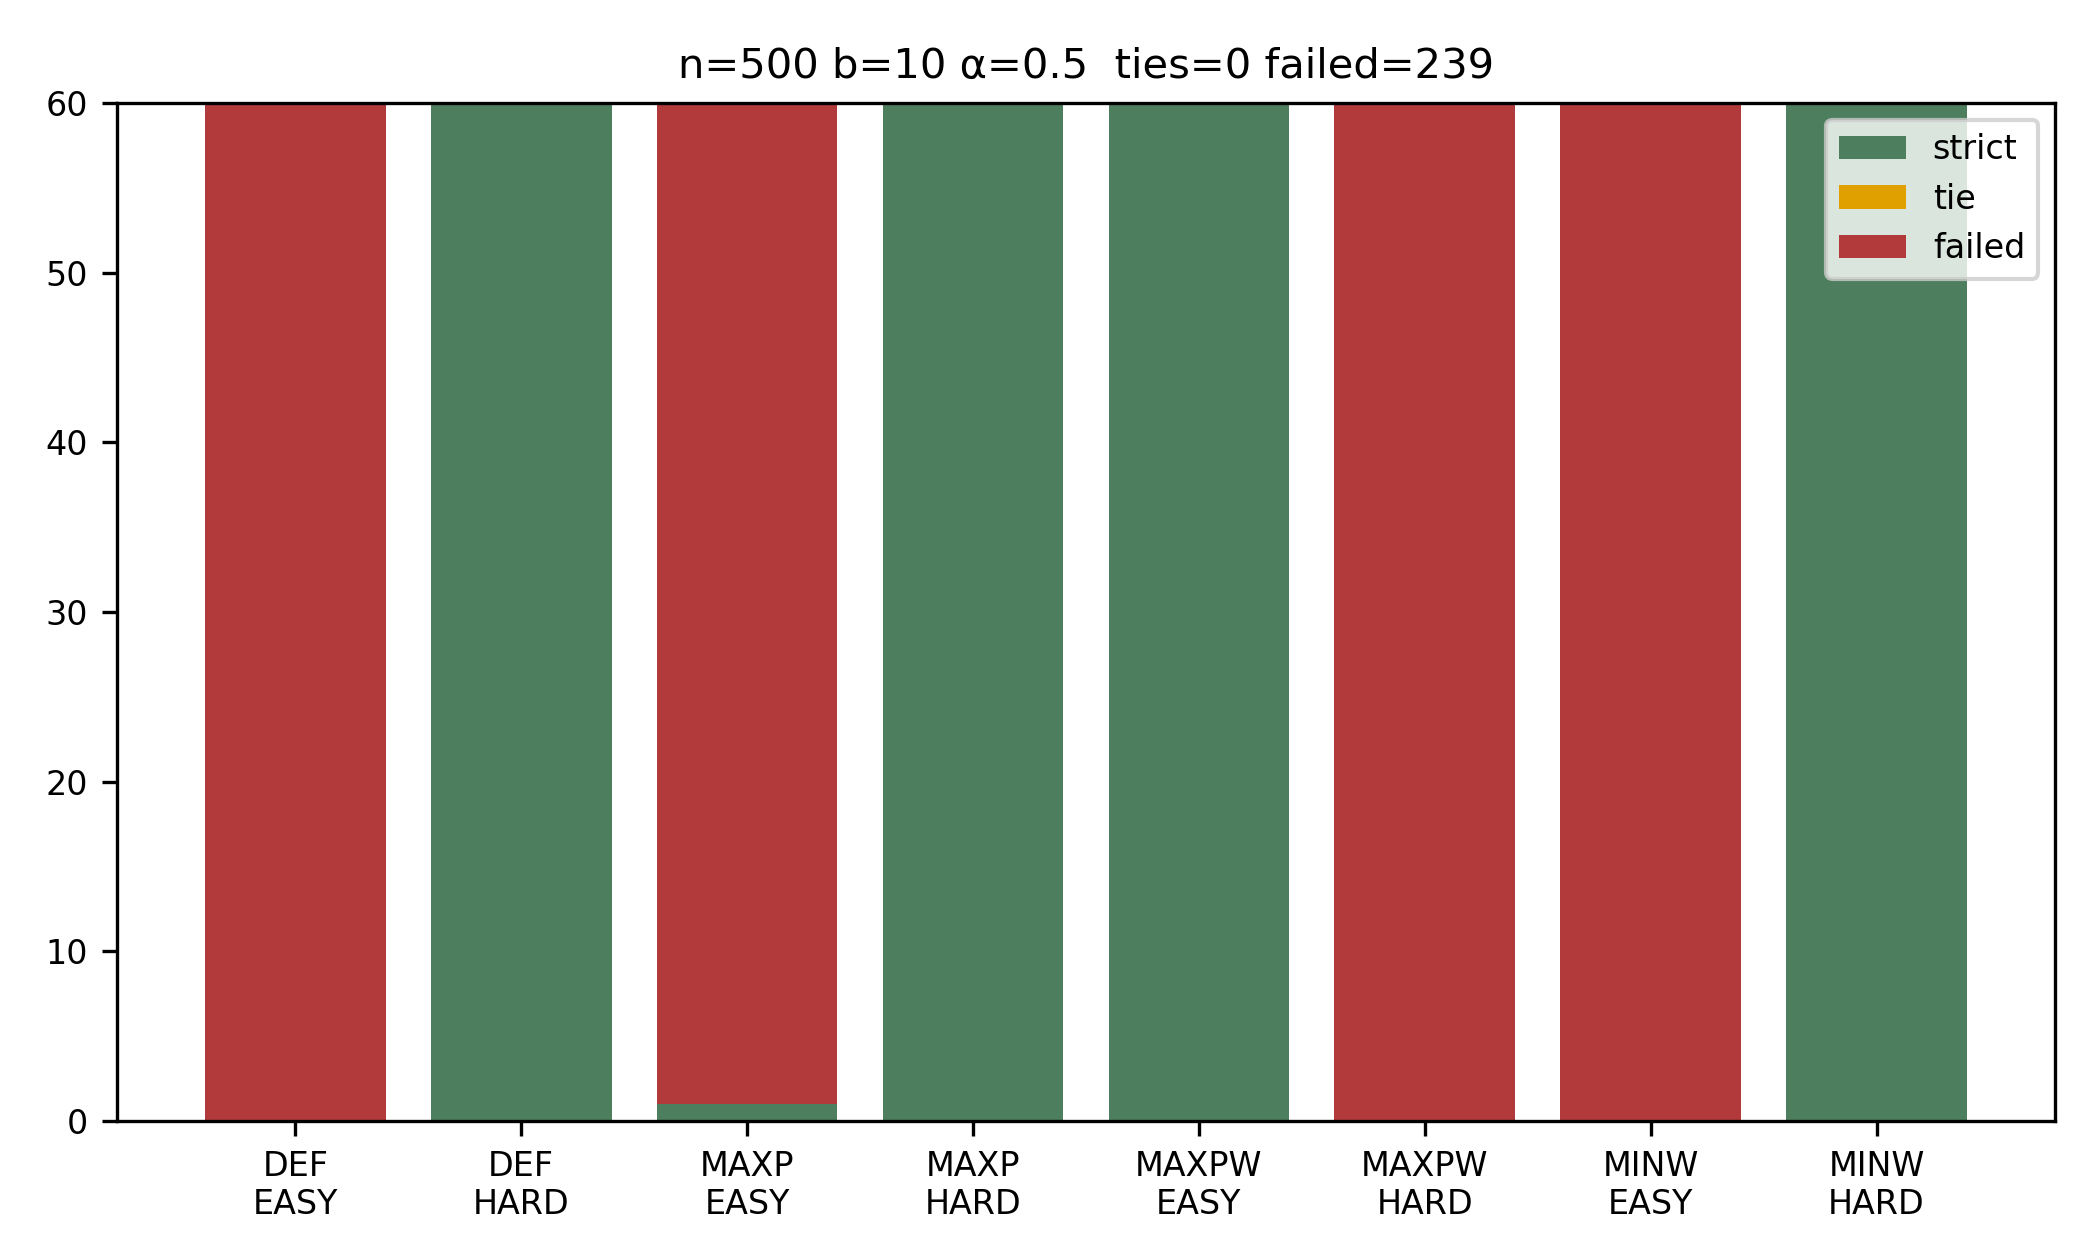 n=500 b=10 α=0.5  ties=0 failed=239
60
50
40
30
20
10
0
strict
tie
failed
DEF
EASY
DEF
HARD
MAXP
EASY
MAXP
HARD
MAXPW
EASY
MAXPW
HARD
MINW
EASY
MINW
HARD